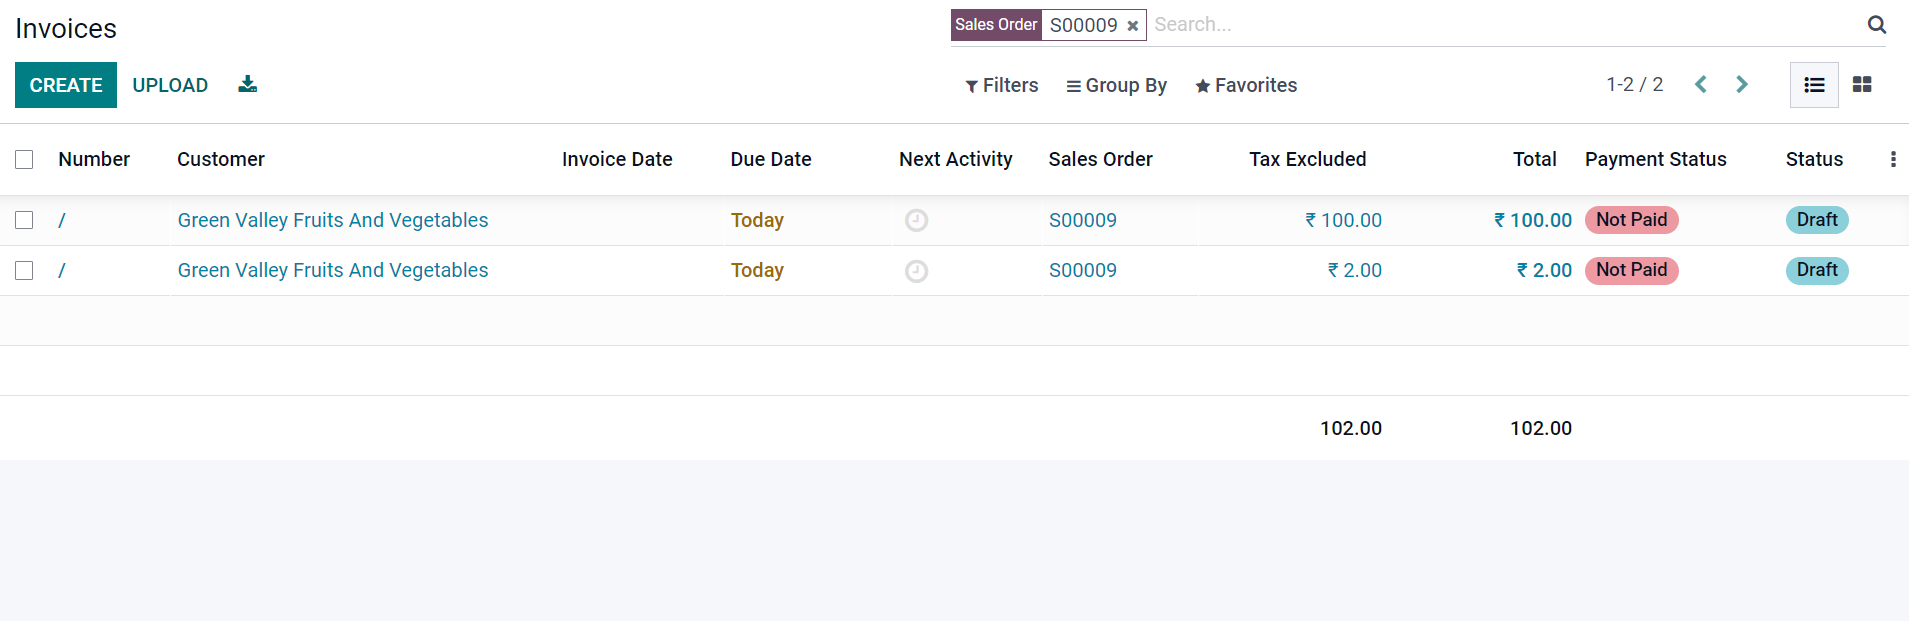 Invoices
Sales Order S00009 Search...
CREATE UPLOAD
Filters Group By Favorites
1-2 / 2
Number Customer Invoice Date Due Date Next Activity Sales Order Tax Excluded Total Payment Status Status
/ Green Valley Fruits And Vegetables Today S00009 ₹ 100.00 ₹ 100.00 Not Paid Draft
/ Green Valley Fruits And Vegetables Today S00009 ₹ 2.00 ₹ 2.00 Not Paid Draft
102.00 102.00